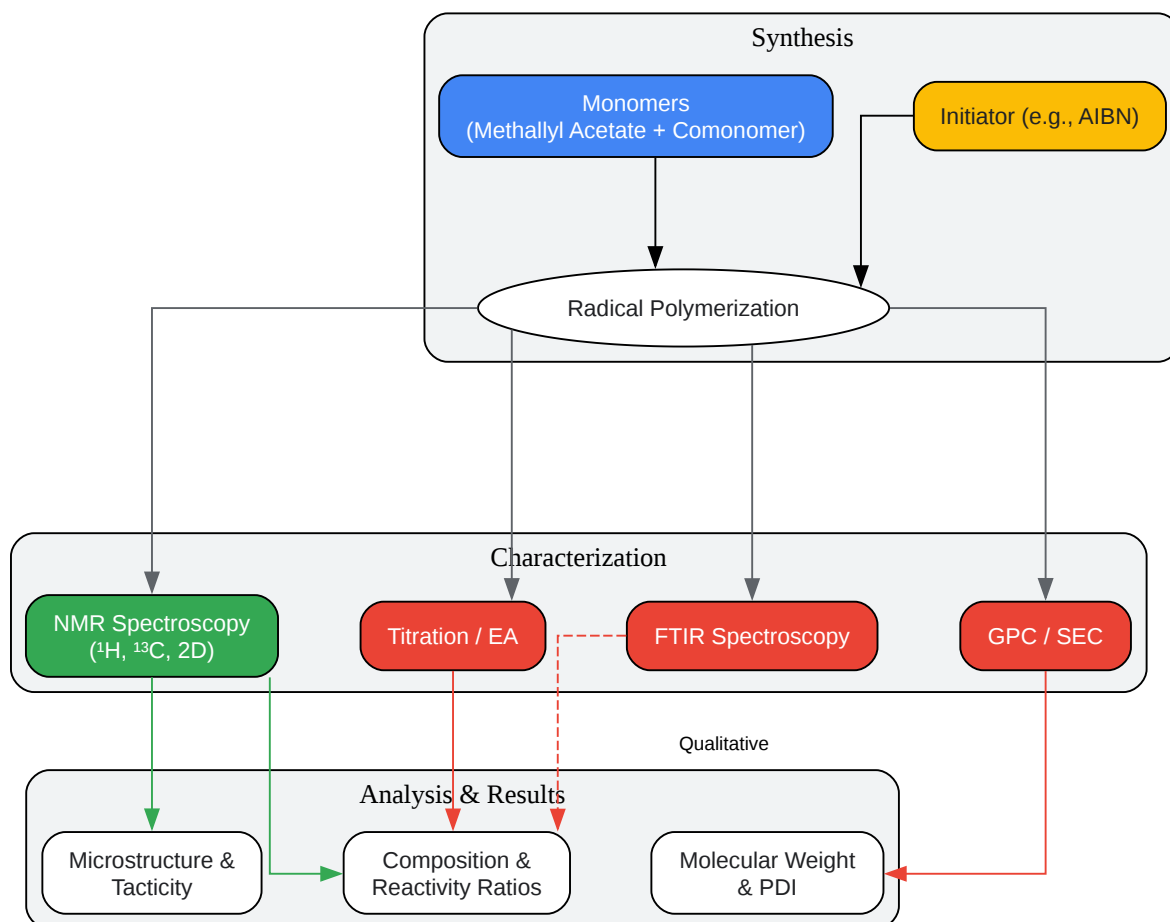 Synthesis
Monomers
(Methallyl Acetate + Comonomer)
Initiator (e.g., AIBN)
Radical Polymerization
Characterization
NMR Spectroscopy
(¹H, ¹³C, 2D)
Titration / EA
FTIR Spectroscopy
GPC / SEC
Qualitative
Analysis & Results
Microstructure &
Tacticity
Composition &
Reactivity Ratios
Molecular Weight
& PDI